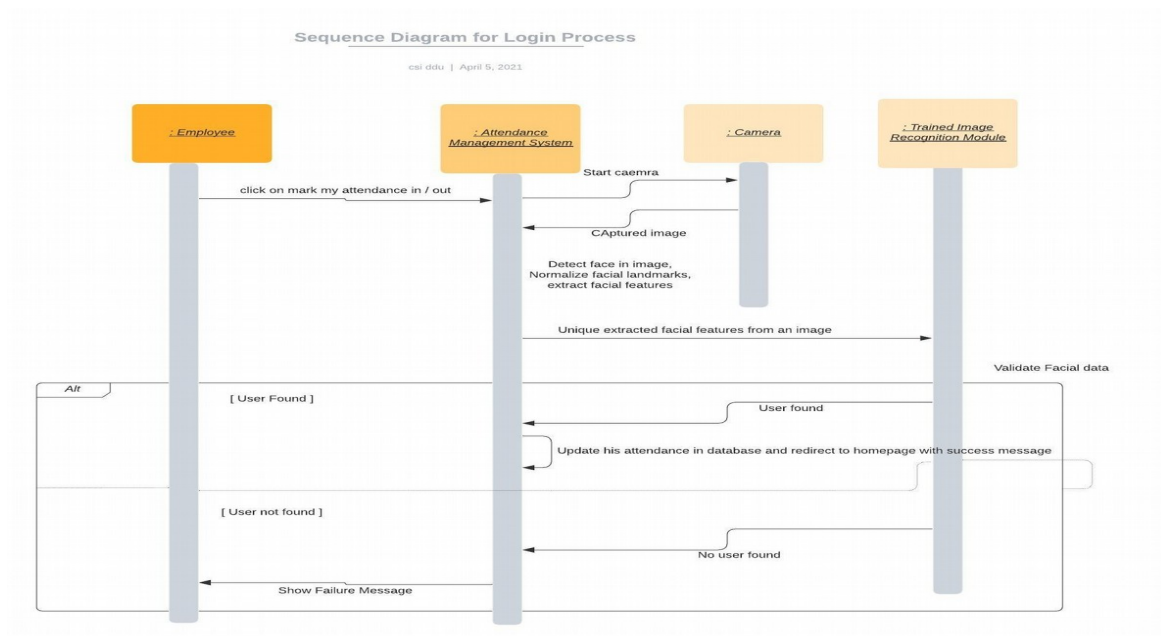 Sequence Diagram for Login Process
csi ddu | April 5, 2021
: Employee
: Attendance
Management System
: Camera
: Trained Image
Recognition Module
Start caemra
click on mark my attendance in / out
CAptured image
Detect face in image,
Normalize facial landmarks,
extract facial features
Unique extracted facial features from an image
Validate Facial data
Alt
[ User Found ]
User found
Update his attendance in database and redirect to homepage with success message
[ User not found ]
No user found
Show Failure Message